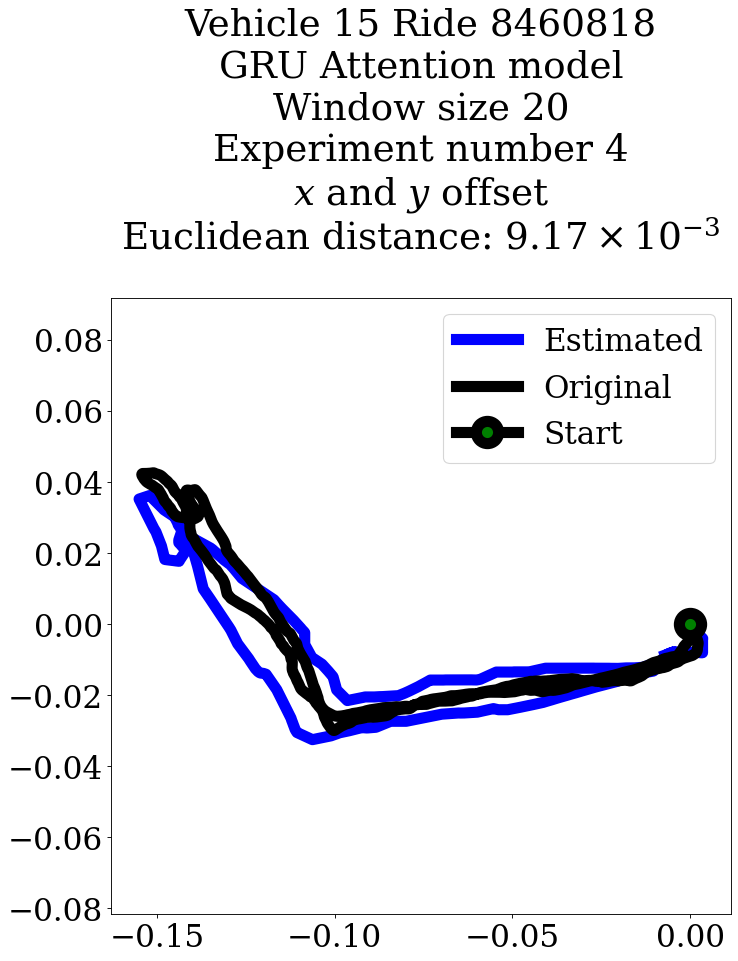 Vehicle 15 Ride 8460818
GRU Attention model
Window size 20
Experiment number 4
x and y offset
Euclidean distance: 9.17 × 10⁻³
Estimated
Original
Start
0.08
0.06
0.04
0.02
0.00
−0.02
−0.04
−0.06
−0.08
−0.15 −0.10 −0.05 0.00